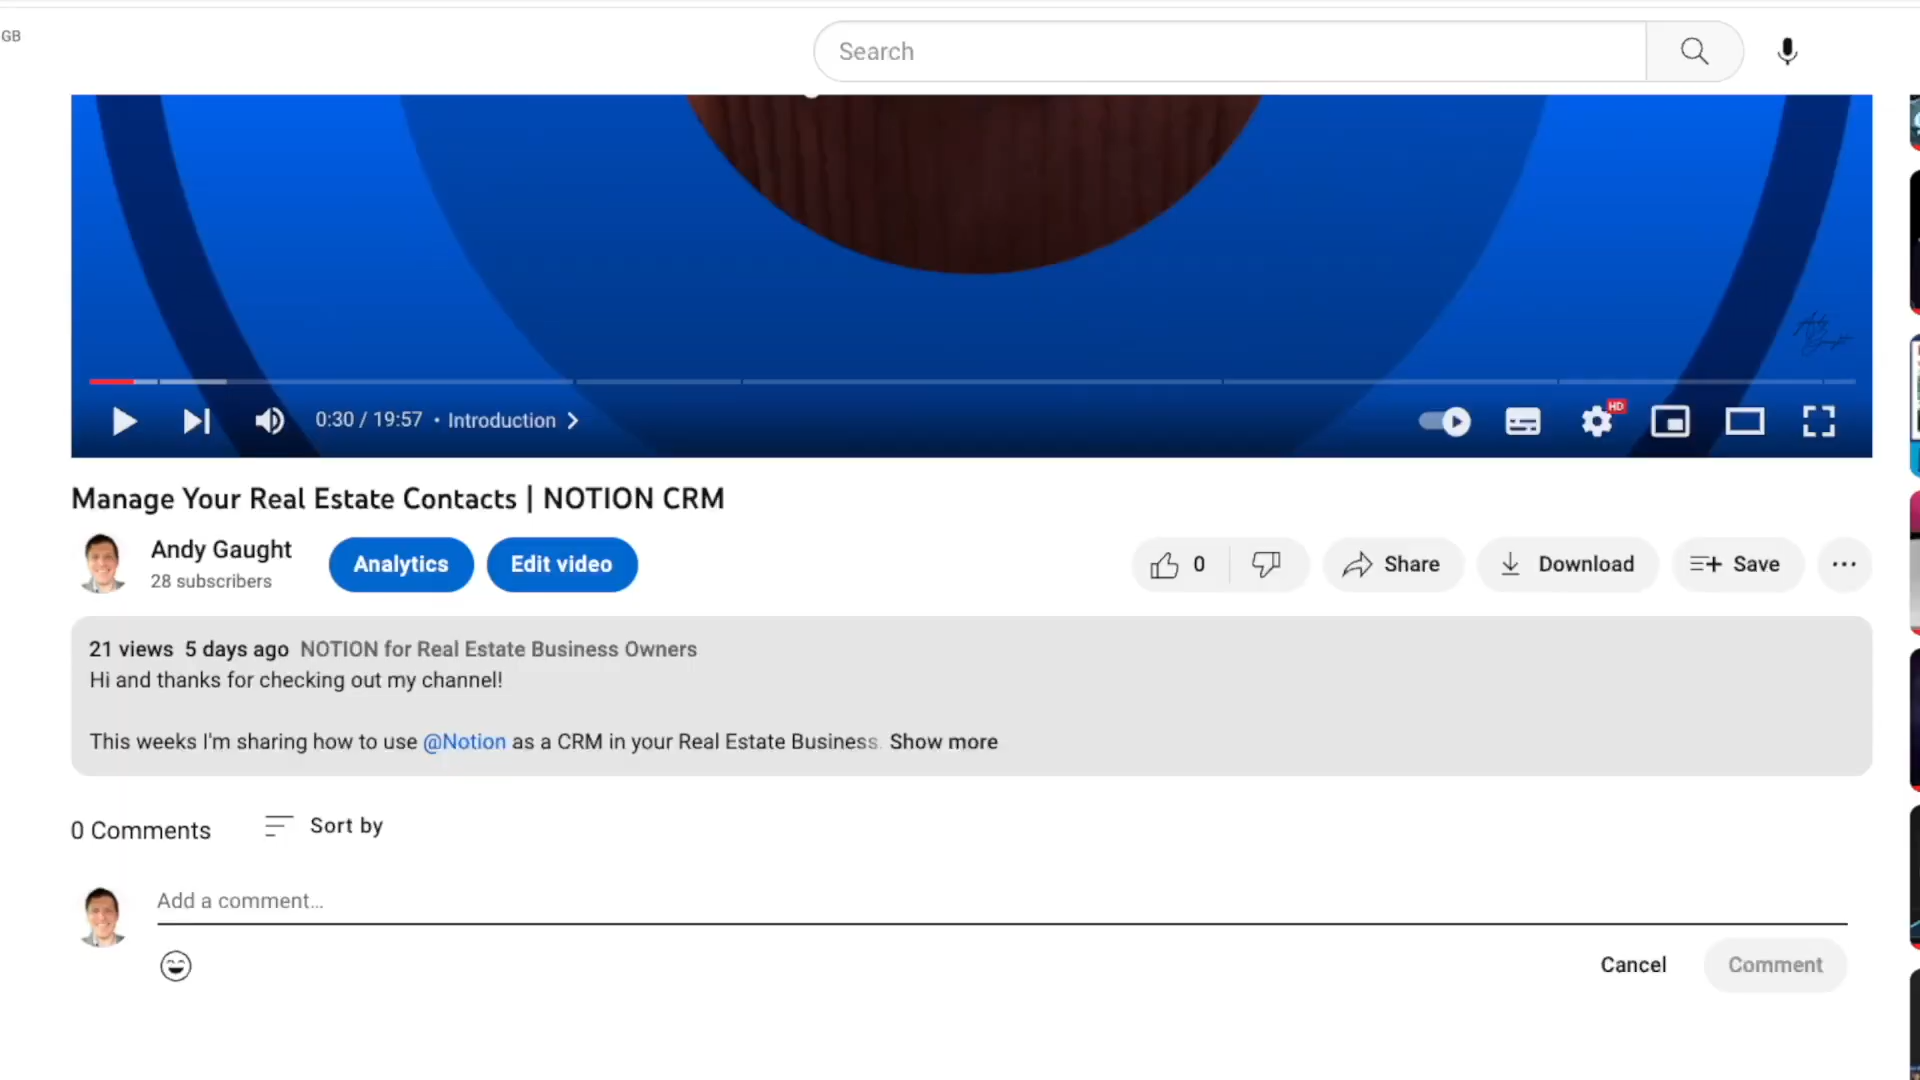 GB
Search
HD
0:30 / 19:57 • Introduction
Manage Your Real Estate Contacts | NOTION CRM
Andy Gaught
28 subscribers
Analytics
Edit video
0
Share
Download
Save
21 views 5 days ago NOTION for Real Estate Business Owners
Hi and thanks for checking out my channel!
This weeks I'm sharing how to use @Notion as a CRM in your Real Estate Business. Show more
0 Comments
Sort by
Add a comment...
Cancel
Comment